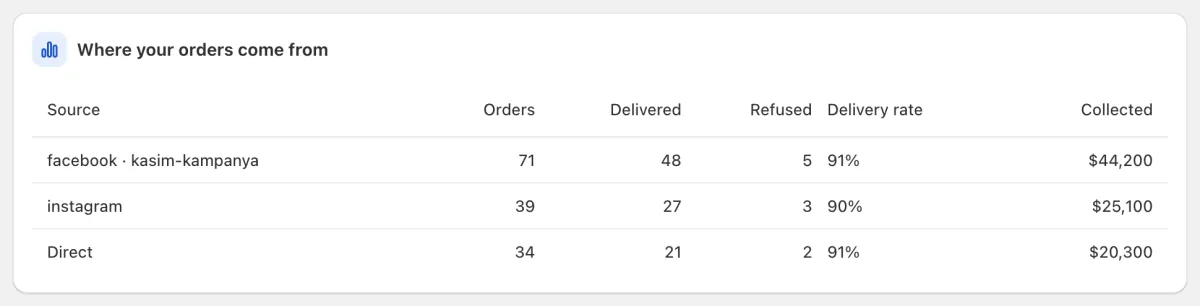 Where your orders come from
Source Orders Delivered Refused Delivery rate Collected
facebook · kasim-kampanya 71 48 5 91% $44,200
instagram 39 27 3 90% $25,100
Direct 34 21 2 91% $20,300